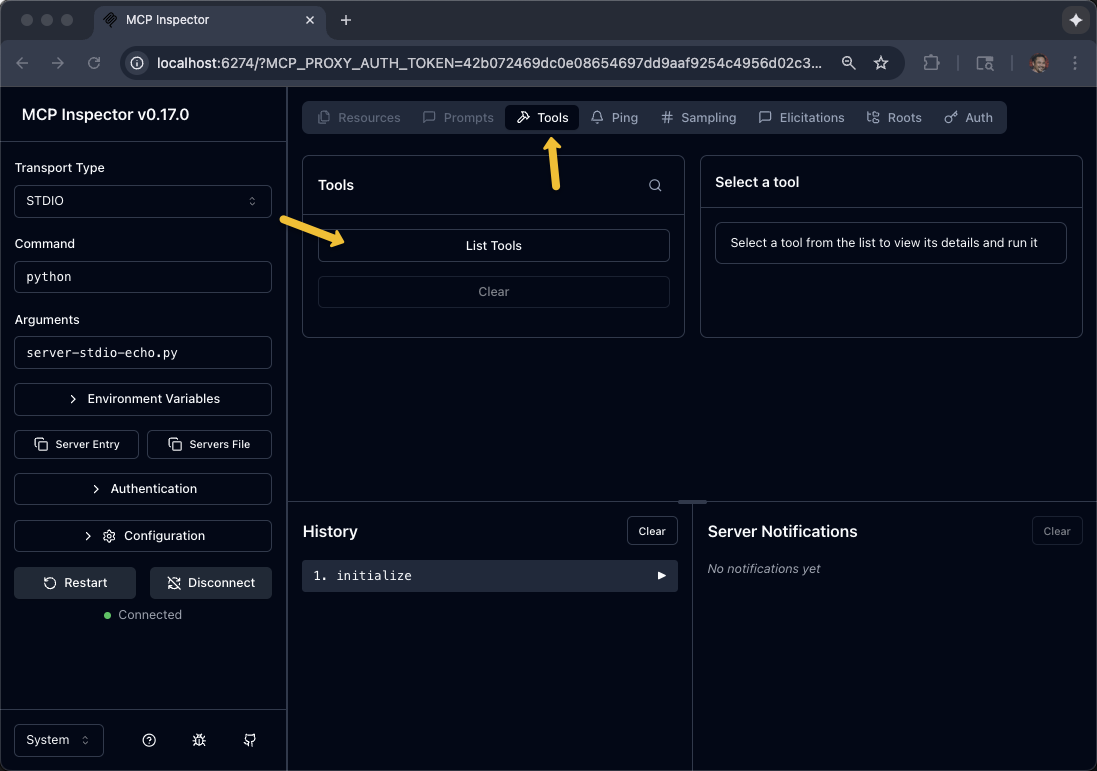 MCP Inspector
localhost:6274/?MCP_PROXY_AUTH_TOKEN=42b072469dc0e08654697dd9aaf9254c4956d02c3...
MCP Inspector v0.17.0
Transport Type
STDIO
Command
python
Arguments
server-stdio-echo.py
Environment Variables
Server Entry
Servers File
Authentication
Configuration
Restart
Disconnect
Connected
System
Resources
Prompts
Tools
Ping
Sampling
Elicitations
Roots
Auth
Tools
List Tools
Clear
Select a tool
Select a tool from the list to view its details and run it
History
Clear
1. initialize
Server Notifications
Clear
No notifications yet